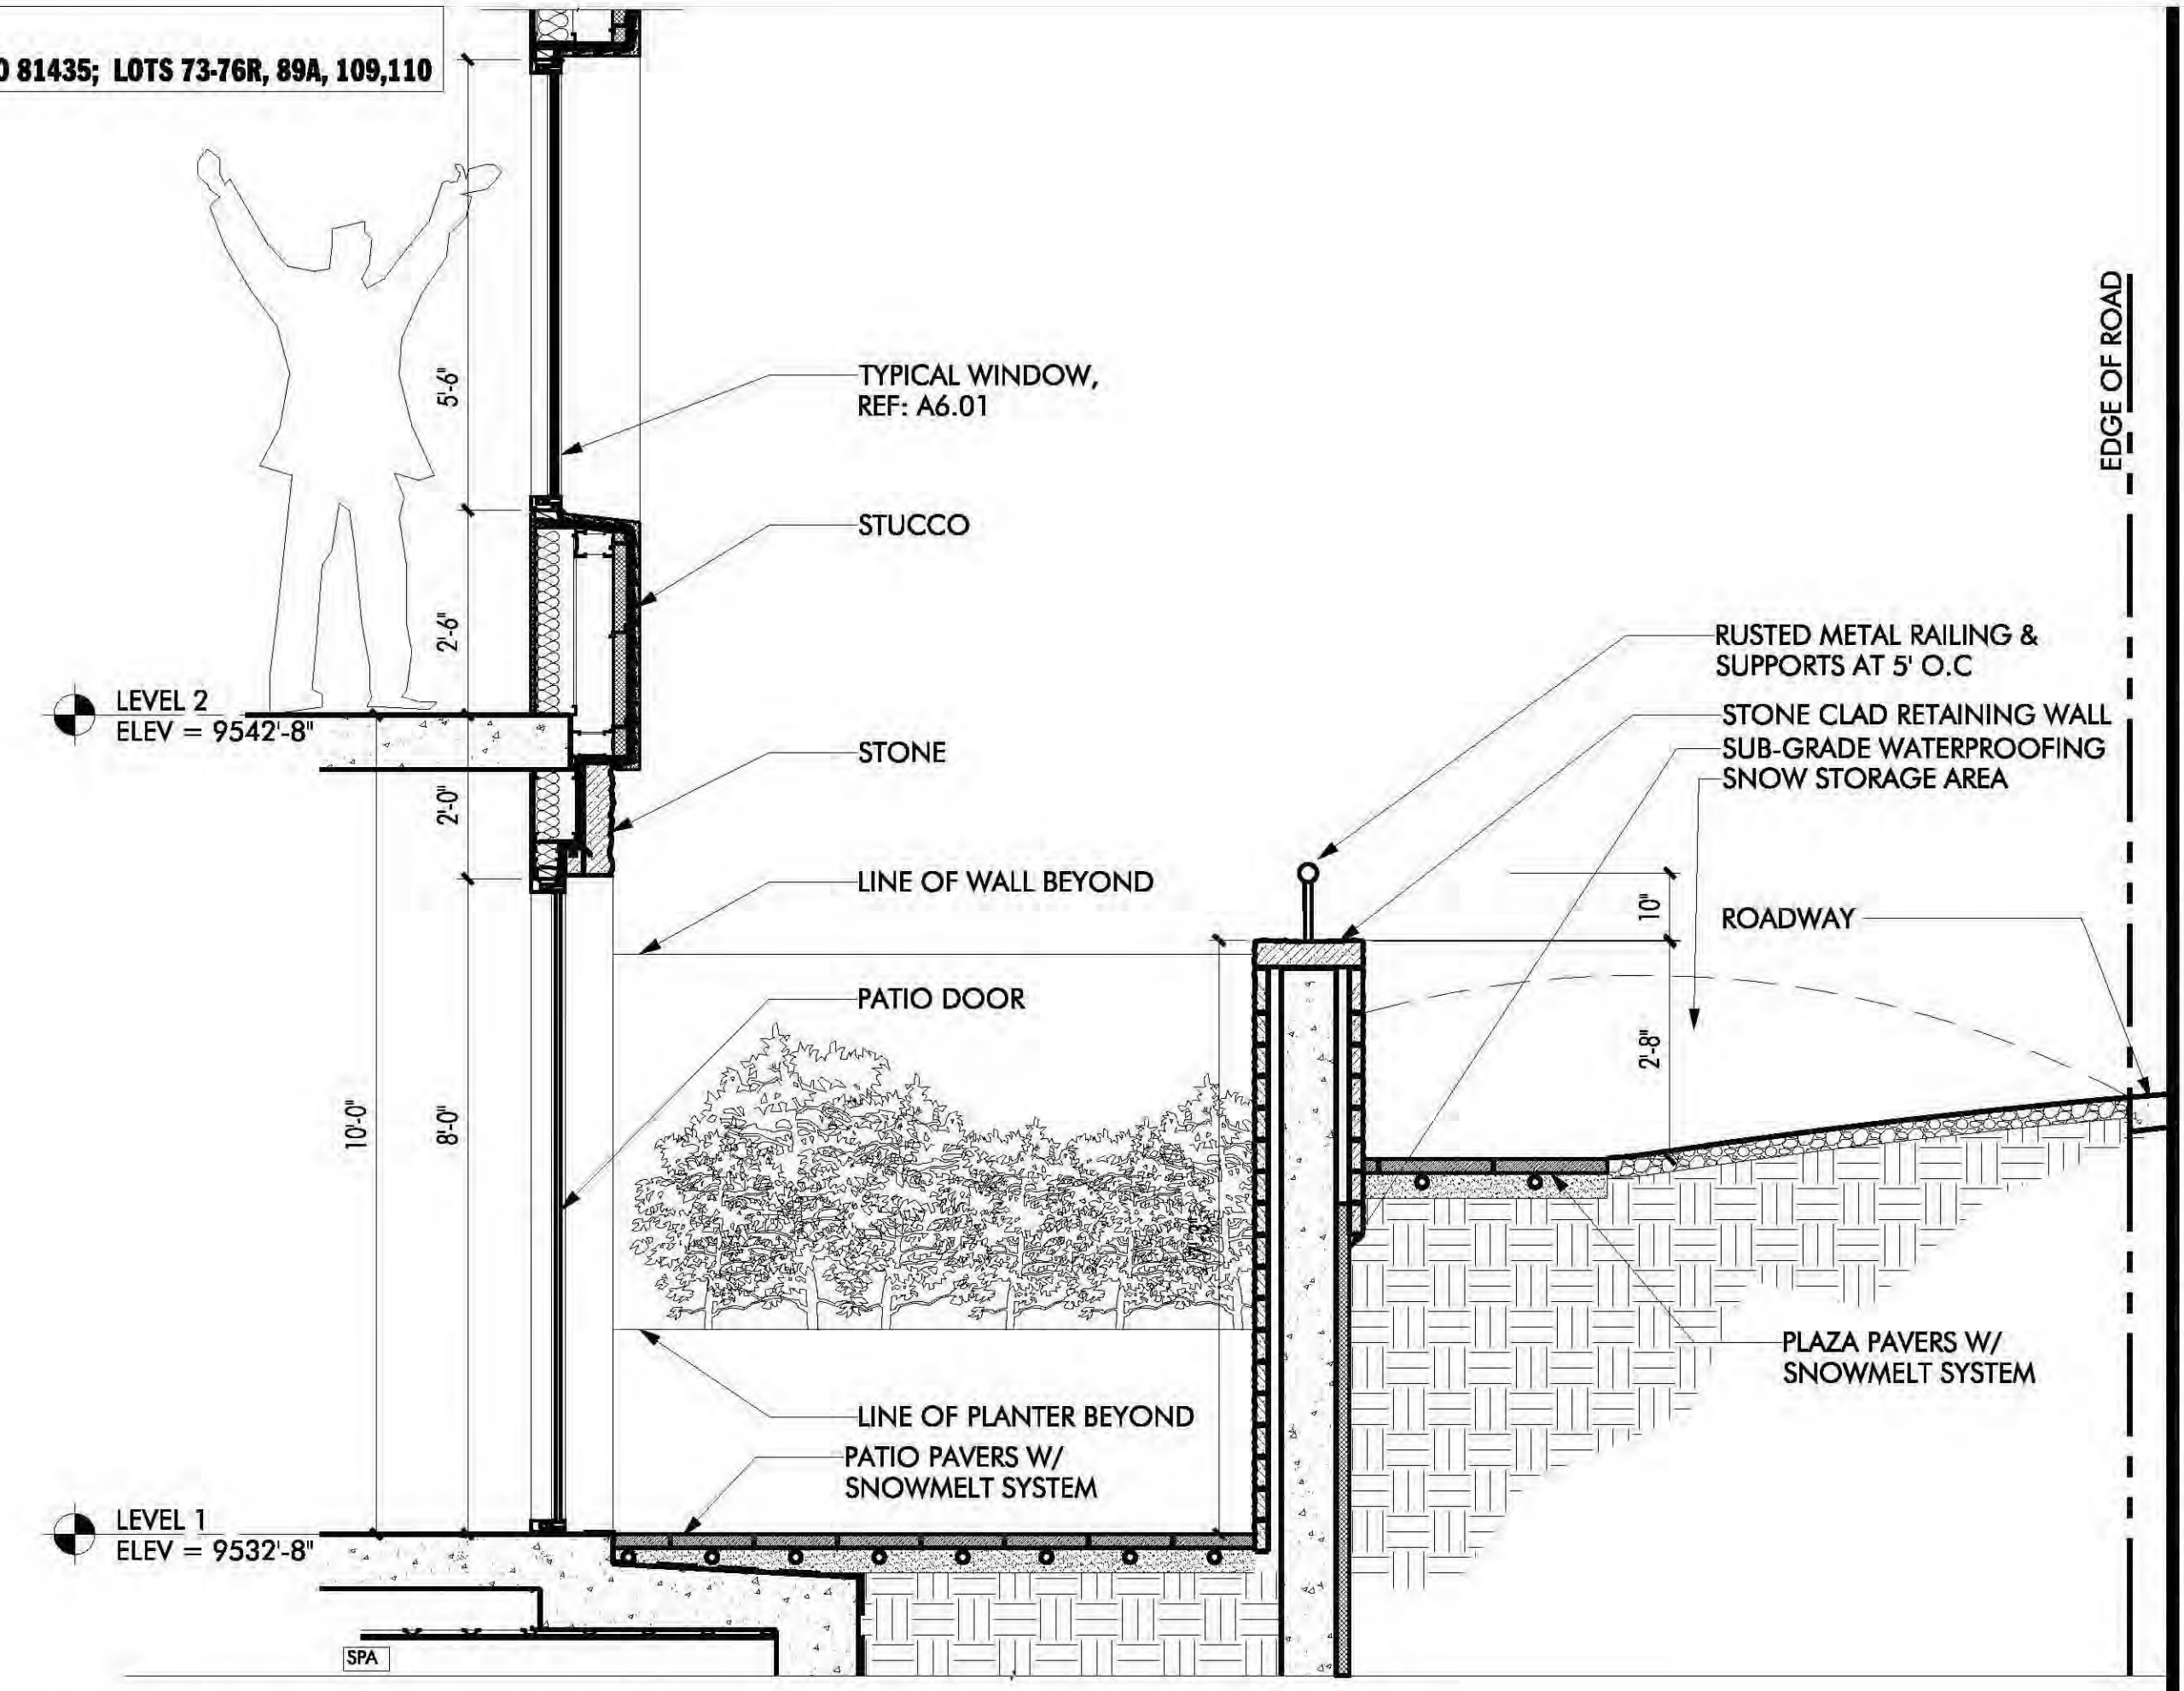 81435; LOTS 73-76R, 89A, 109,110
5'-6"
TYPICAL WINDOW,
REF: A6.01
EDGE OF ROAD
STUCCO
2'-6"
RUSTED METAL RAILING &
SUPPORTS AT 5' O.C
LEVEL 2
ELEV = 9542'-8"
STONE CLAD RETAINING WALL
SUB-GRADE WATERPROOFING
SNOW STORAGE AREA
STONE
2'-0"
LINE OF WALL BEYOND
10"
ROADWAY
PATIO DOOR
2'-8"
10'-0"
8'-0"
PLAZA PAVERS W/
SNOWMELT SYSTEM
LINE OF PLANTER BEYOND
PATIO PAVERS W/
SNOWMELT SYSTEM
LEVEL 1
ELEV = 9532'-8"
SPA